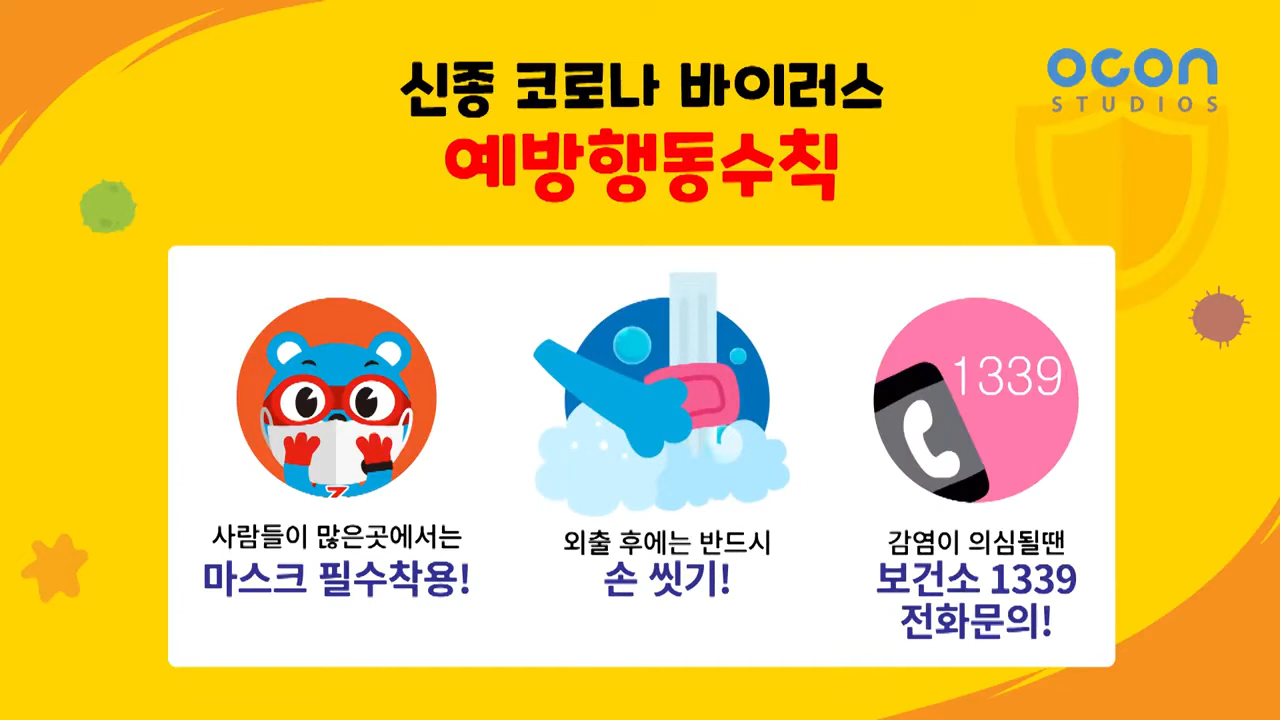 신종 코로나 바이러스
예방행동수칙
ocon
STUDIOS
1339
사람들이 많은곳에서는
마스크 필수착용!
외출 후에는 반드시
손 씻기!
감염이 의심될땐
보건소 1339
전화문의!